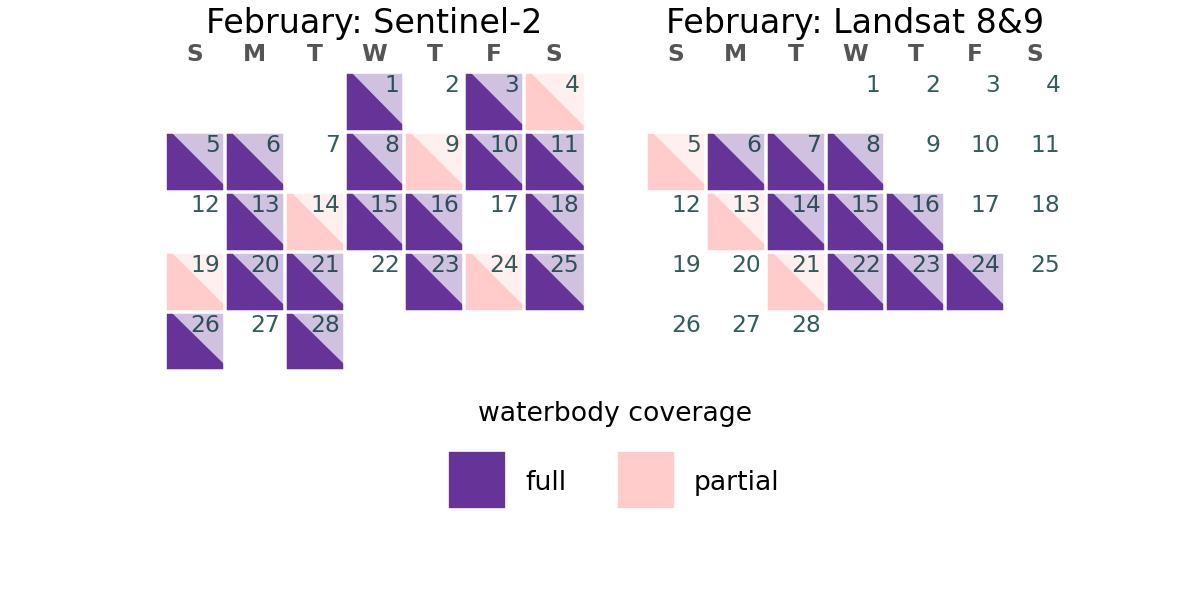 February: Sentinel-2
S M T W T F S
1 2 3 4
5 6 7 8 9 10 11
12 13 14 15 16 17 18
19 20 21 22 23 24 25
26 27 28
February: Landsat 8&9
S M T W T F S
1 2 3 4
5 6 7 8 9 10 11
12 13 14 15 16 17 18
19 20 21 22 23 24 25
26 27 28
waterbody coverage
full partial